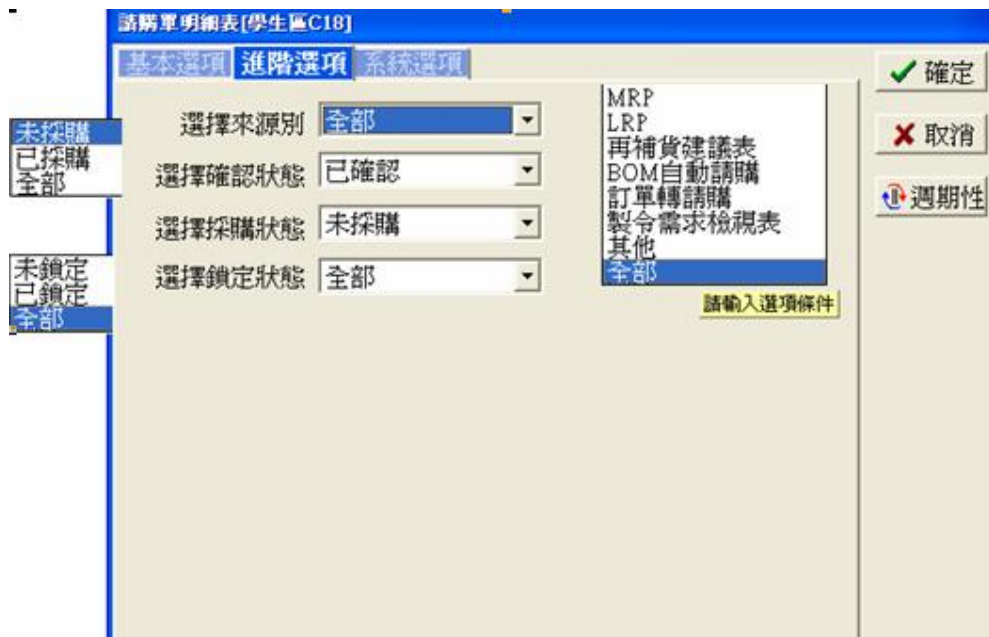 請購單明細表[學生區C18]
基本選項 進階選項 系統選項
確定
取消
週期性
選擇來源別 全部
選擇確認狀態 已確認
選擇採購狀態 未採購
選擇鎖定狀態 全部
MRP
LRP
再補貨建議表
BOM自動請購
訂單轉請購
製令需求檢視表
其他
全部
請輸入選項條件
未採購
已採購
全部
未鎖定
已鎖定
全部